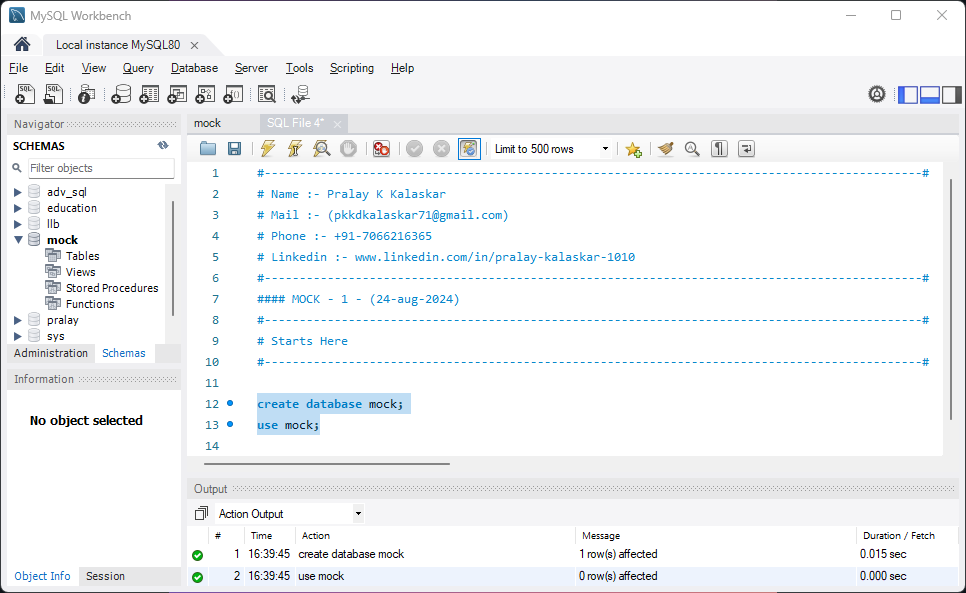 MySQL Workbench
Local instance MySQL80
File Edit View Query Database Server Tools Scripting Help
Navigator
SCHEMAS
Filter objects
adv_sql
education
llb
mock
Tables
Views
Stored Procedures
Functions
pralay
sys
Administration Schemas
Information
No object selected
Object Info Session
mock SQL File 4*
Limit to 500 rows
1 #-----------------------------------------------------------------------------------------------#
2 # Name :- Pralay K Kalaskar
3 # Mail :- (pkkdkalaskar71@gmail.com)
4 # Phone :- +91-7066216365
5 # Linkedin :- www.linkedin.com/in/pralay-kalaskar-1010
6 #-----------------------------------------------------------------------------------------------#
7 #### MOCK - 1 - (24-aug-2024)
8 #-----------------------------------------------------------------------------------------------#
9 # Starts Here
10 #-----------------------------------------------------------------------------------------------#
11
12 create database mock;
13 use mock;
14
Output
Action Output
# Time Action Message Duration / Fetch
1 16:39:45 create database mock 1 row(s) affected 0.015 sec
2 16:39:45 use mock 0 row(s) affected 0.000 sec